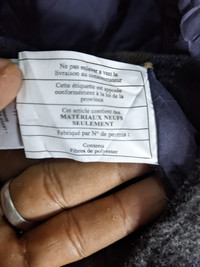 Ne pas enlever avant la
livraison au consommateur
Cette étiquette est apposée
conformément à la loi de la
province
Cet article contient des
MATÉRIAUX NEUFS
SEULEMENT
Fabriqué par N° de permis :
Contenu
Fibres de polyester